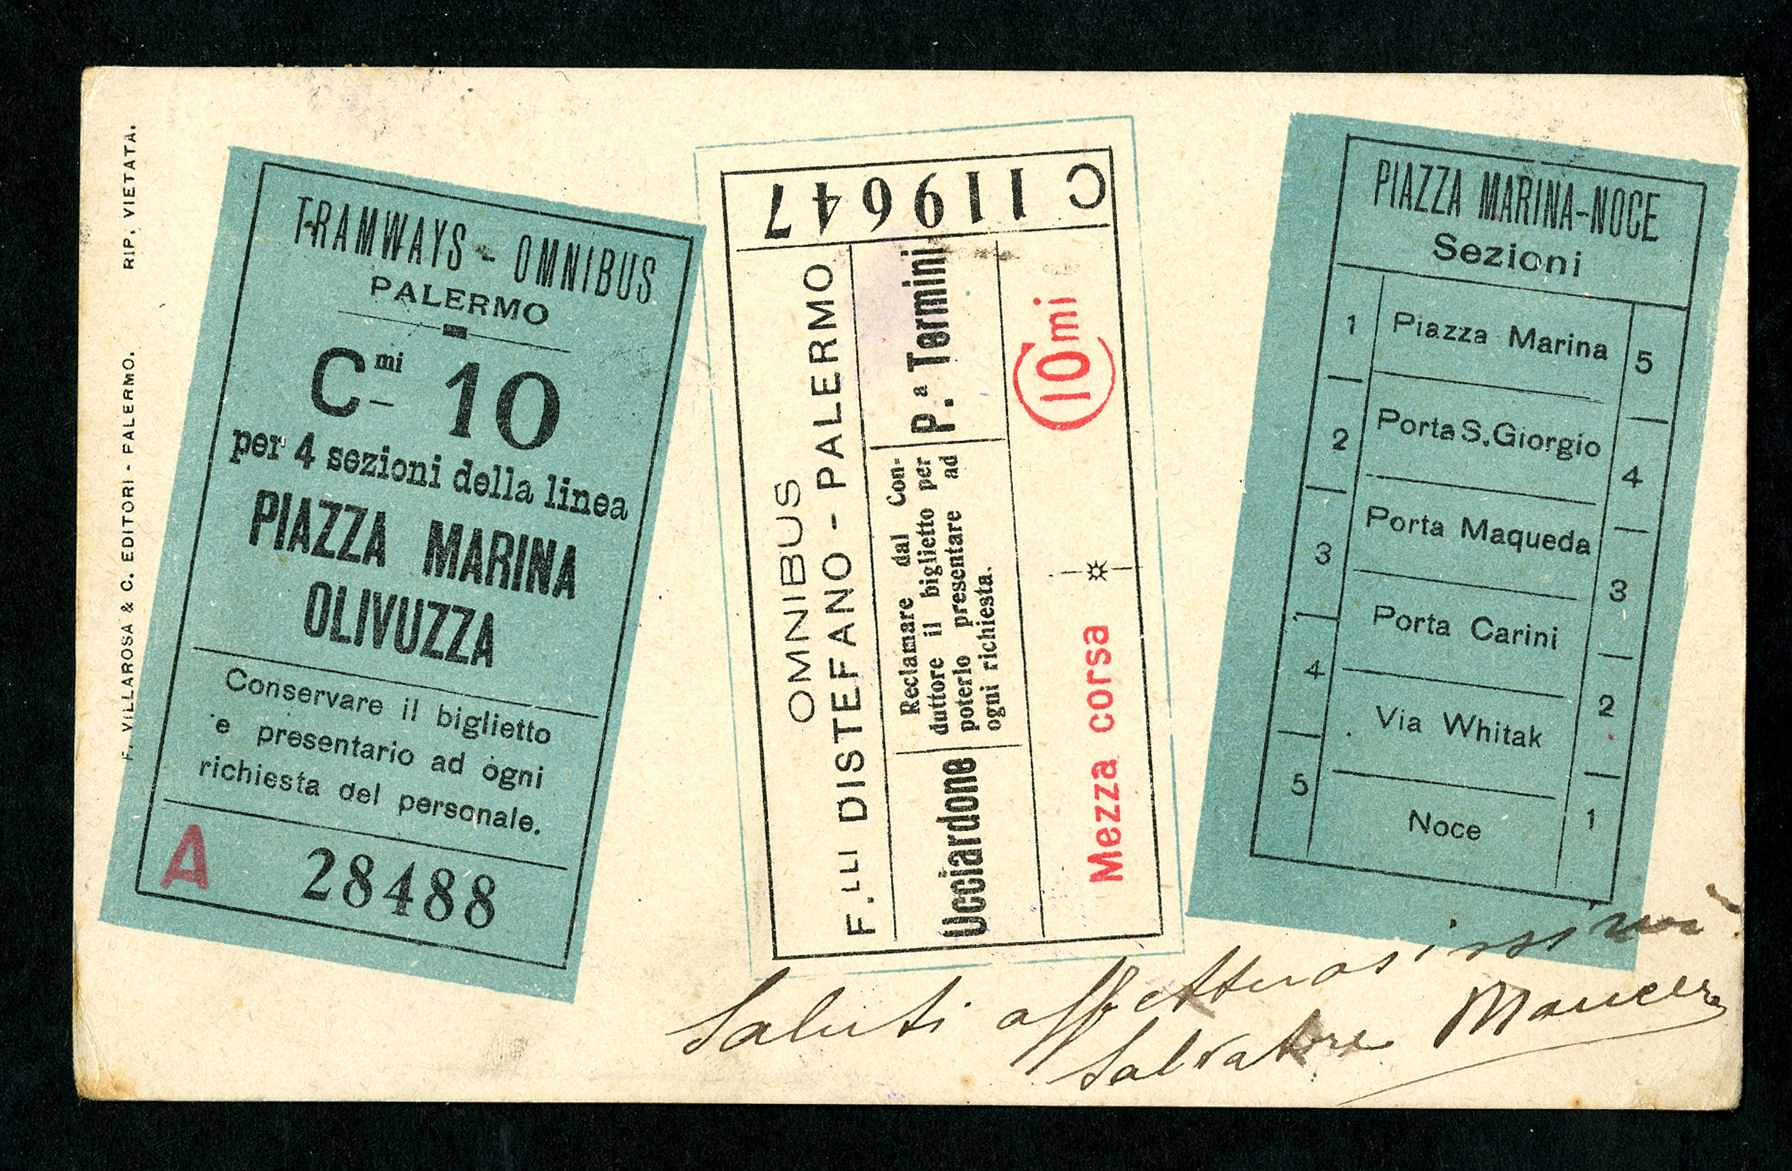 F. VILLAROSA & C. EDITORI - PALERMO. RIP. VIETATA.
TRAMWAYS - OMNIBUS
PALERMO
Cmi 10
per 4 sezioni della linea
PIAZZA MARINA
OLIVUZZA
Conservare il biglietto
e presentario ad ogni
richiesta del personale.
A 28488
C 119647
OMNIBUS
F.LLI DISTEFANO - PALERMO
Ucciardone
Reclamare dal Con-
duttore il biglietto per
poterlo presentare ad
ogni richiesta.
P.a Termini
Mezza corsa
10mi
PIAZZA MARINA-NOCE
Sezioni
1 Piazza Marina 5
2 Porta S. Giorgio 4
3 Porta Maqueda 3
Porta Carini
4 Via Whitak 2
5 Noce 1
Saluti affettuosissimi
Salvatore